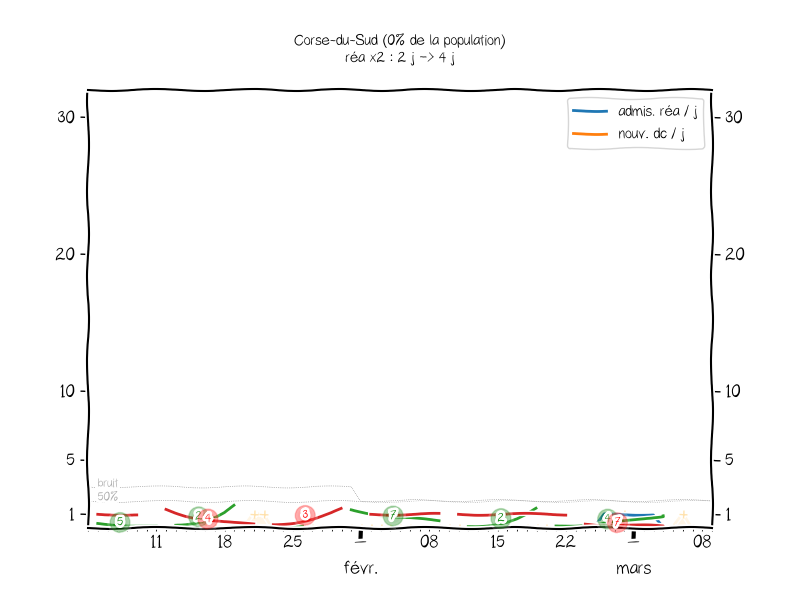 Corse-du-Sud (0% de la population)
réa x2 : 2 j -> 4 j
admis. réa / j
nouv. dc / j
30 30
20 20
10 10
5 5
1 1
bruit
50%
5 2 4 3 7 2 4 7
11 18 25 08 15 22 08
févr. mars